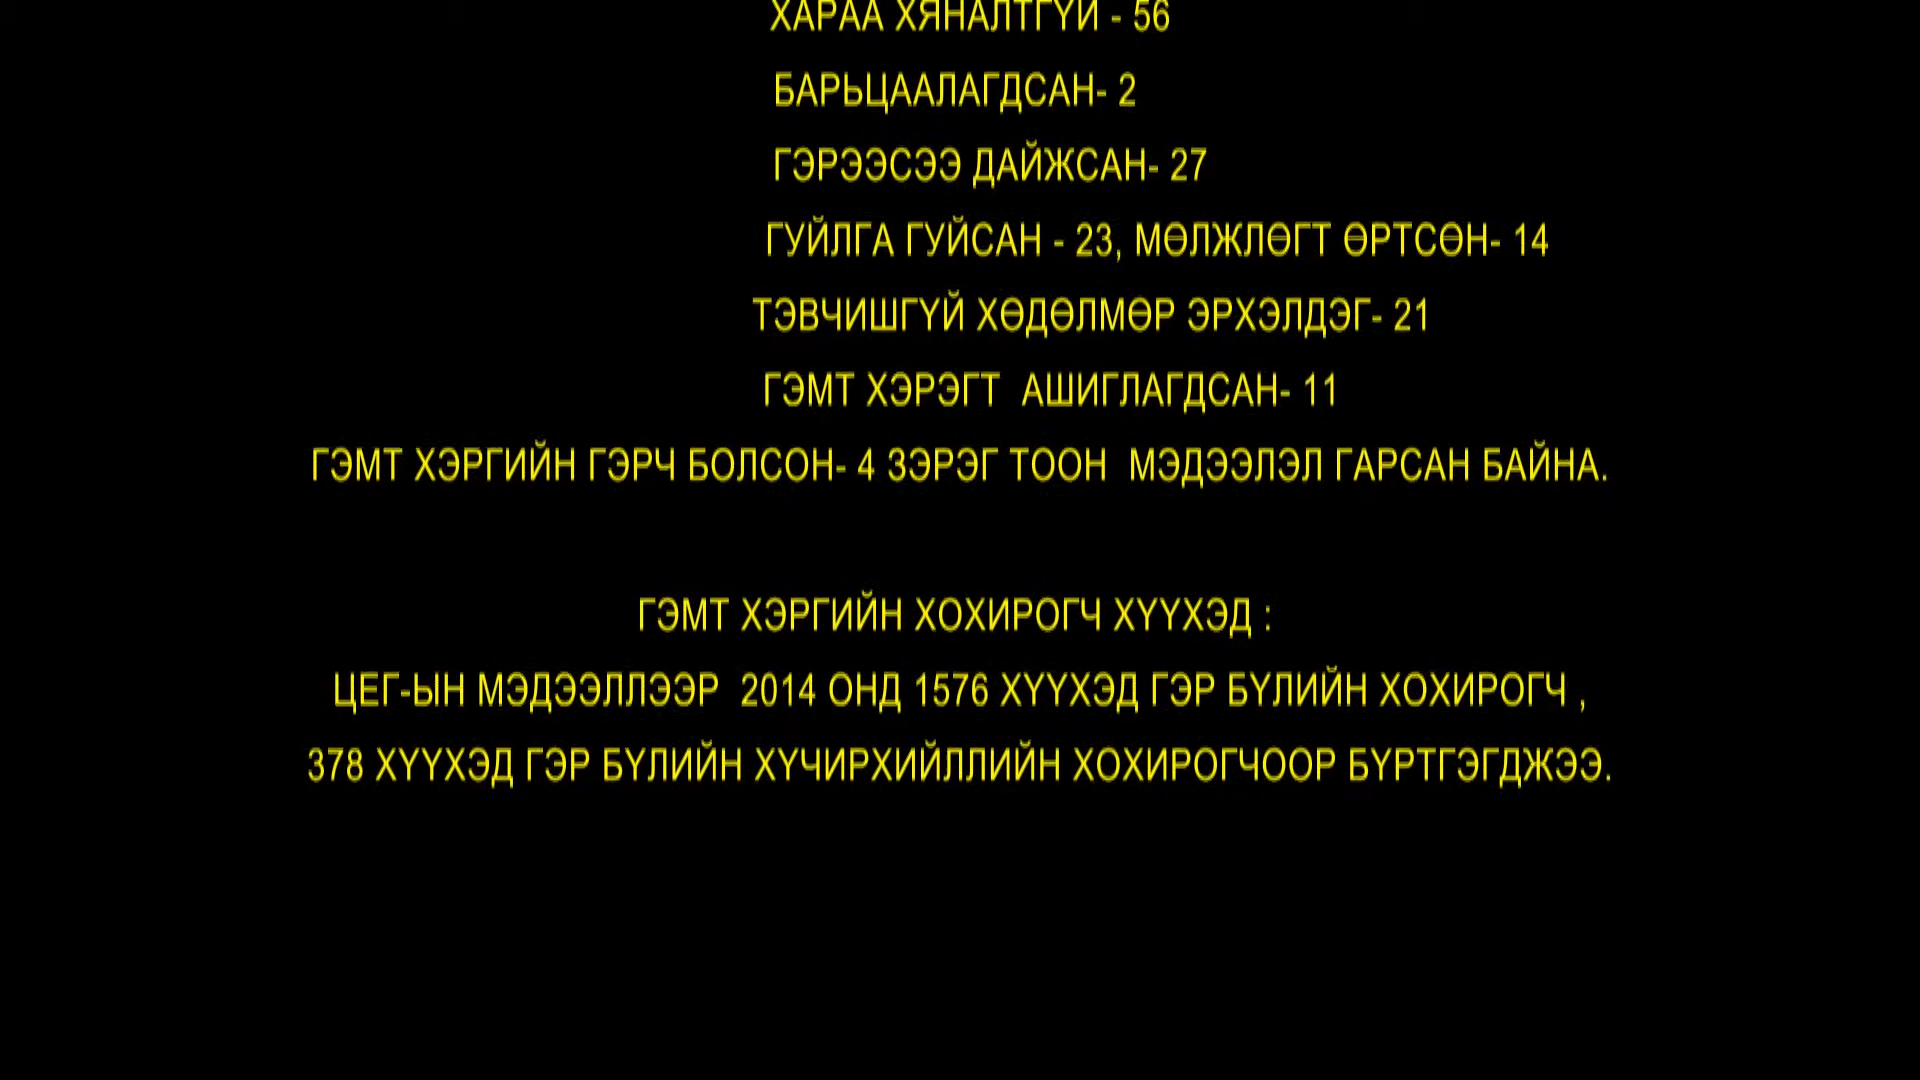 ХАРАА ХЯНАЛТГҮЙ - 56
БАРЬЦААЛАГДСАН- 2
ГЭРЭЭСЭЭ ДАЙЖСАН- 27
ГУЙЛГА ГУЙСАН - 23, МӨЛЖЛӨГТ ӨРТСӨН- 14
ТЭВЧИШГҮЙ ХӨДӨЛМӨР ЭРХЭЛДЭГ- 21
ГЭМТ ХЭРЭГТ  АШИГЛАГДСАН- 11
ГЭМТ ХЭРГИЙН ГЭРЧ БОЛСОН- 4 ЗЭРЭГ ТООН  МЭДЭЭЛЭЛ ГАРСАН БАЙНА.
ГЭМТ ХЭРГИЙН ХОХИРОГЧ ХҮҮХЭД :
ЦЕГ-ЫН МЭДЭЭЛЛЭЭР  2014 ОНД 1576 ХҮҮХЭД ГЭР БҮЛИЙН ХОХИРОГЧ ,
378 ХҮҮХЭД ГЭР БҮЛИЙН ХҮЧИРХИЙЛЛИЙН ХОХИРОГЧООР БҮРТГЭГДЖЭЭ.